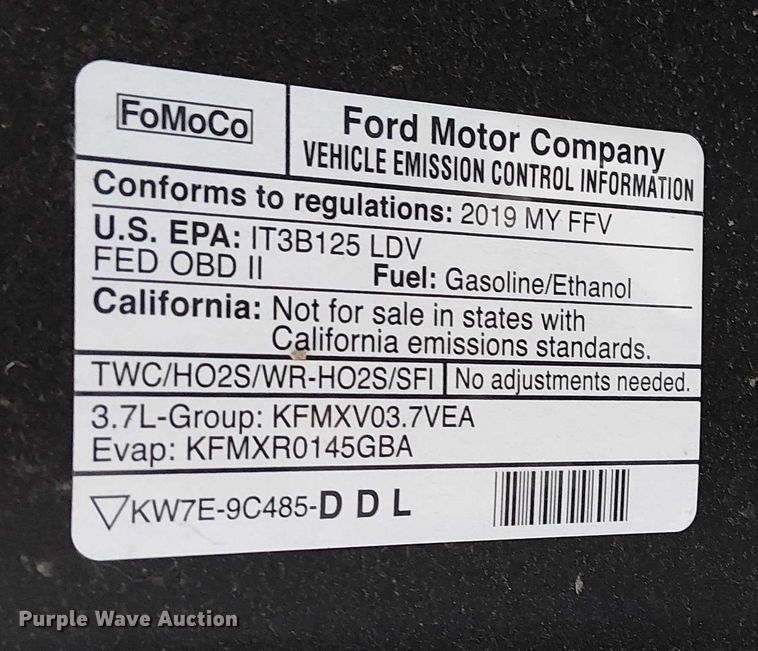 FoMoCo
Ford Motor Company
VEHICLE EMISSION CONTROL INFORMATION
Conforms to regulations: 2019 MY FFV
U.S. EPA: IT3B125 LDV
FED OBD II Fuel: Gasoline/Ethanol
California: Not for sale in states with
California emissions standards.
TWC/HO2S/WR-HO2S/SFI No adjustments needed.
3.7L-Group: KFMXV03.7VEA
Evap: KFMXR0145GBA
KW7E-9C485-D D L
Purple Wave Auction